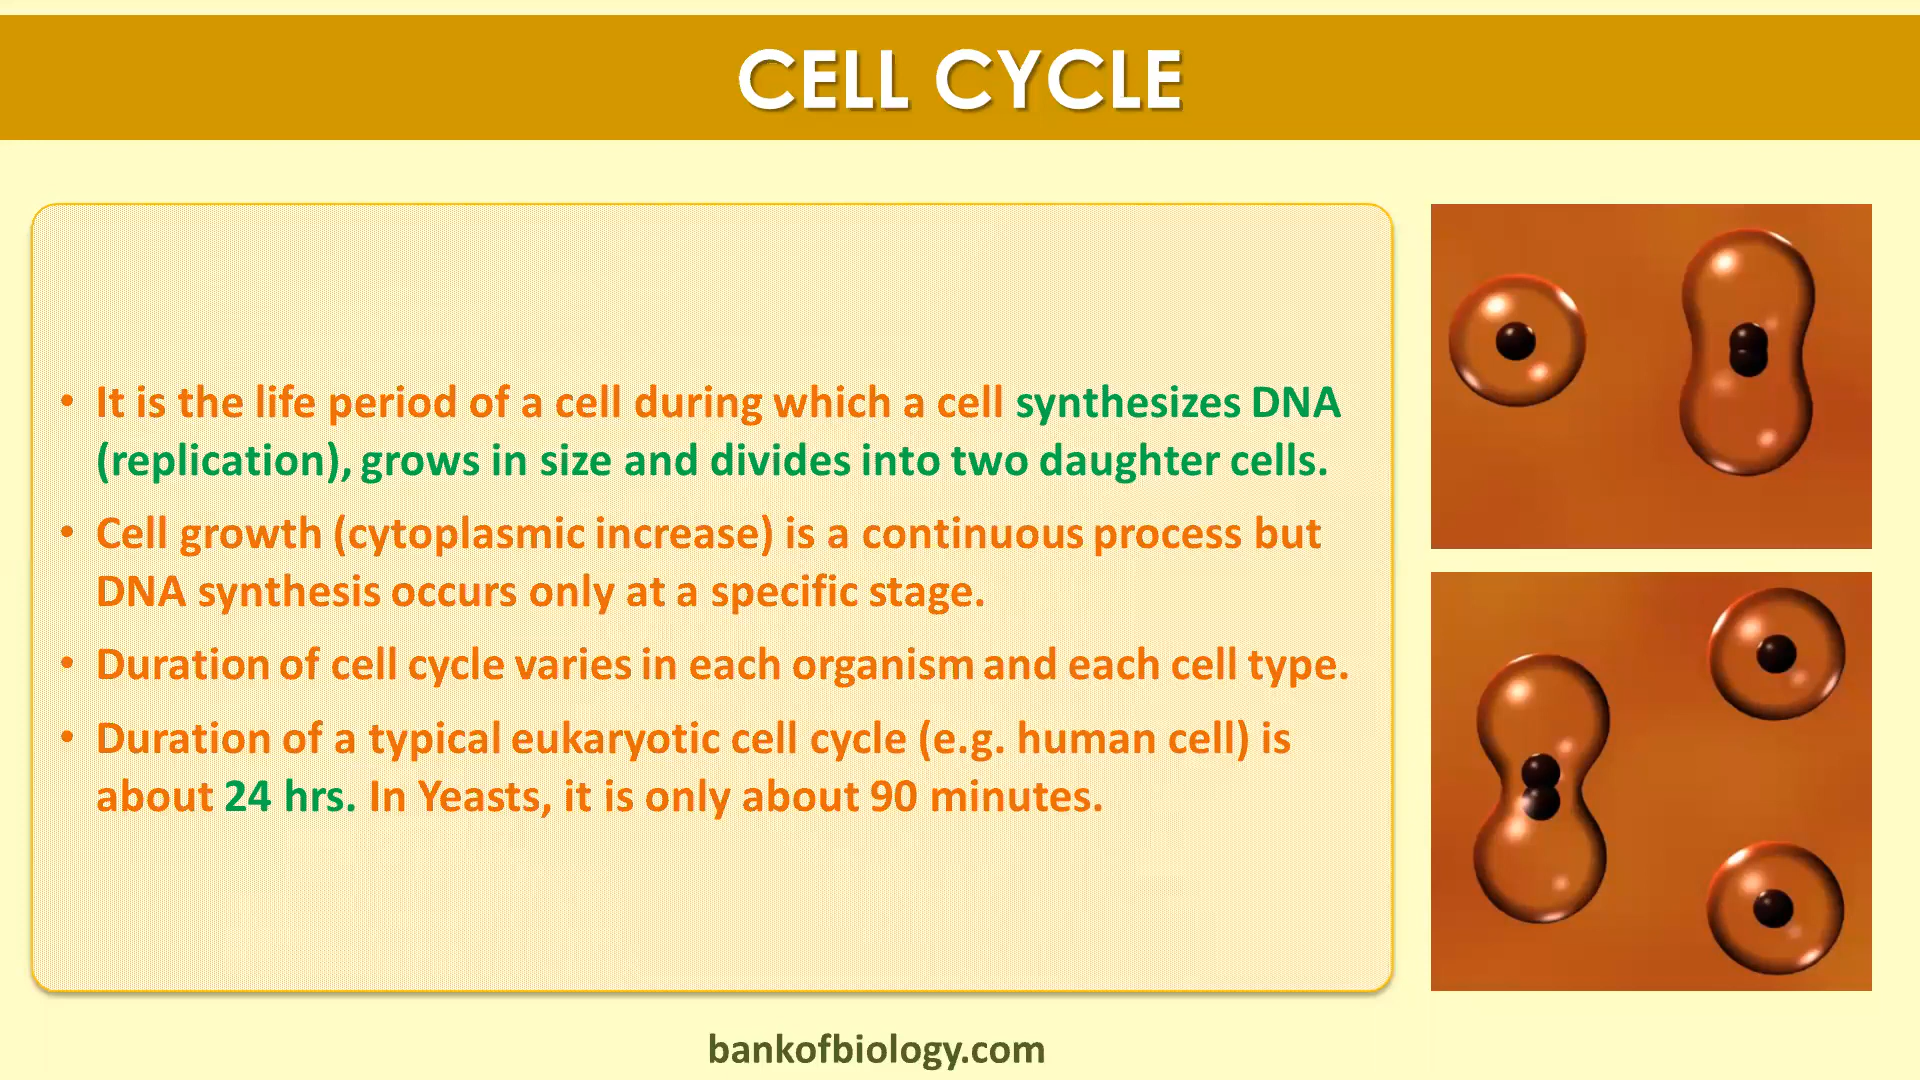 CELL CYCLE
• It is the life period of a cell during which a cell synthesizes DNA
(replication), grows in size and divides into two daughter cells.
• Cell growth (cytoplasmic increase) is a continuous process but
DNA synthesis occurs only at a specific stage.
• Duration of cell cycle varies in each organism and each cell type.
• Duration of a typical eukaryotic cell cycle (e.g. human cell) is
about 24 hrs. In Yeasts, it is only about 90 minutes.
bankofbiology.com